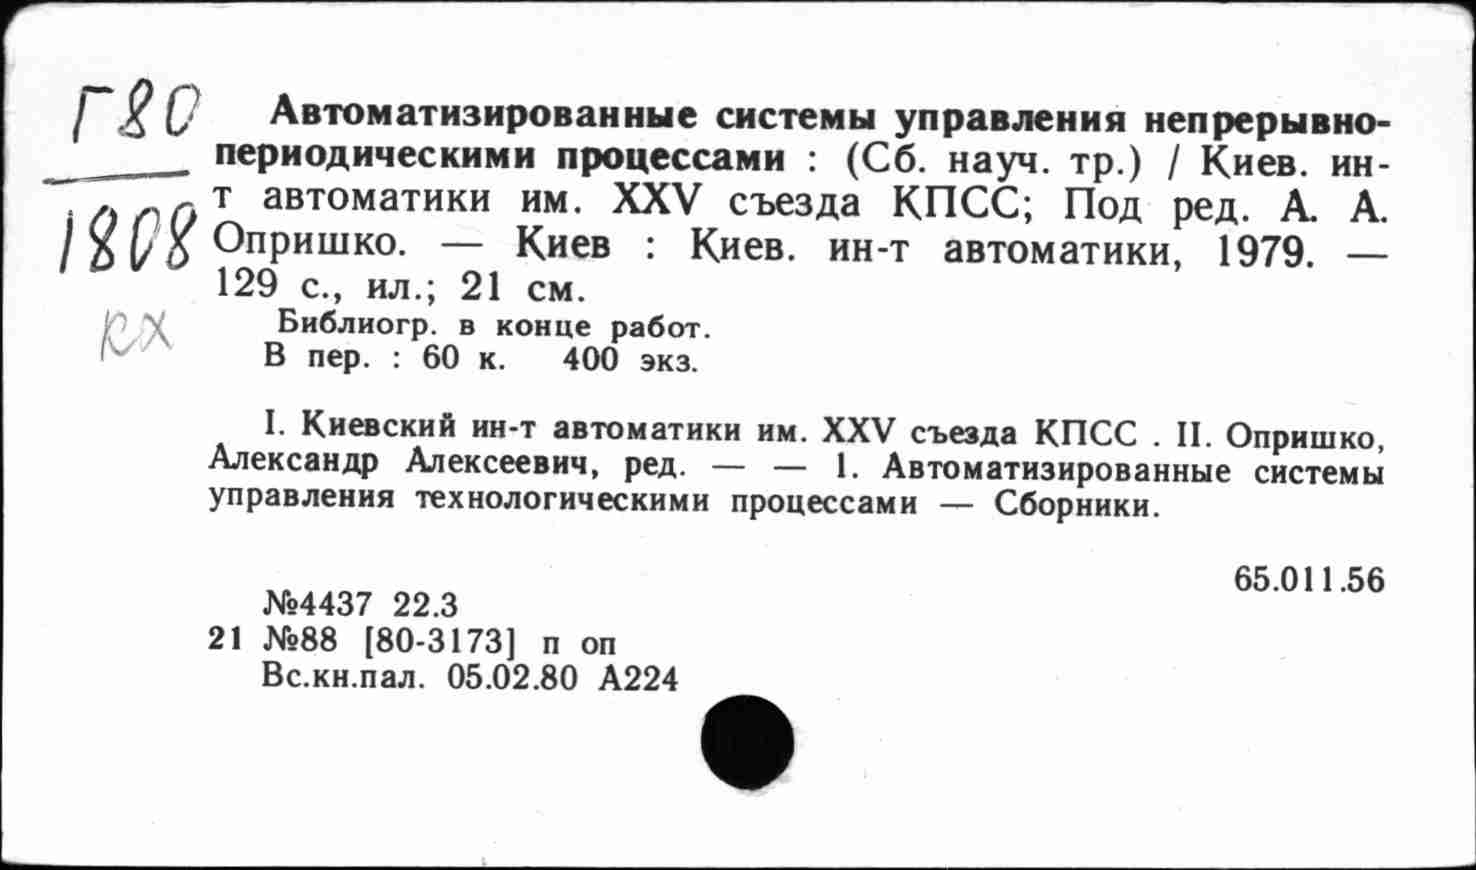 Г80
1808
кх
Автоматизированные системы управления непрерывно-
периодическими процессами : (Сб. науч. тр.) / Киев. ин-
т автоматики им. XXV съезда КПСС; Под ред. А. А.
Опришко. — Киев : Киев. ин-т автоматики, 1979. —
129 с., ил.; 21 см.
Библиогр. в конце работ.
В пер. : 60 к. 400 экз.
I. Киевский ин-т автоматики им. XXV съезда КПСС . II. Опришко,
Александр Алексеевич, ред. — — 1. Автоматизированные системы
управления технологическими процессами — Сборники.
65.011.56
№4437 22.3
21 №88 [80-3173] п оп
Вс.кн.пал. 05.02.80 А224